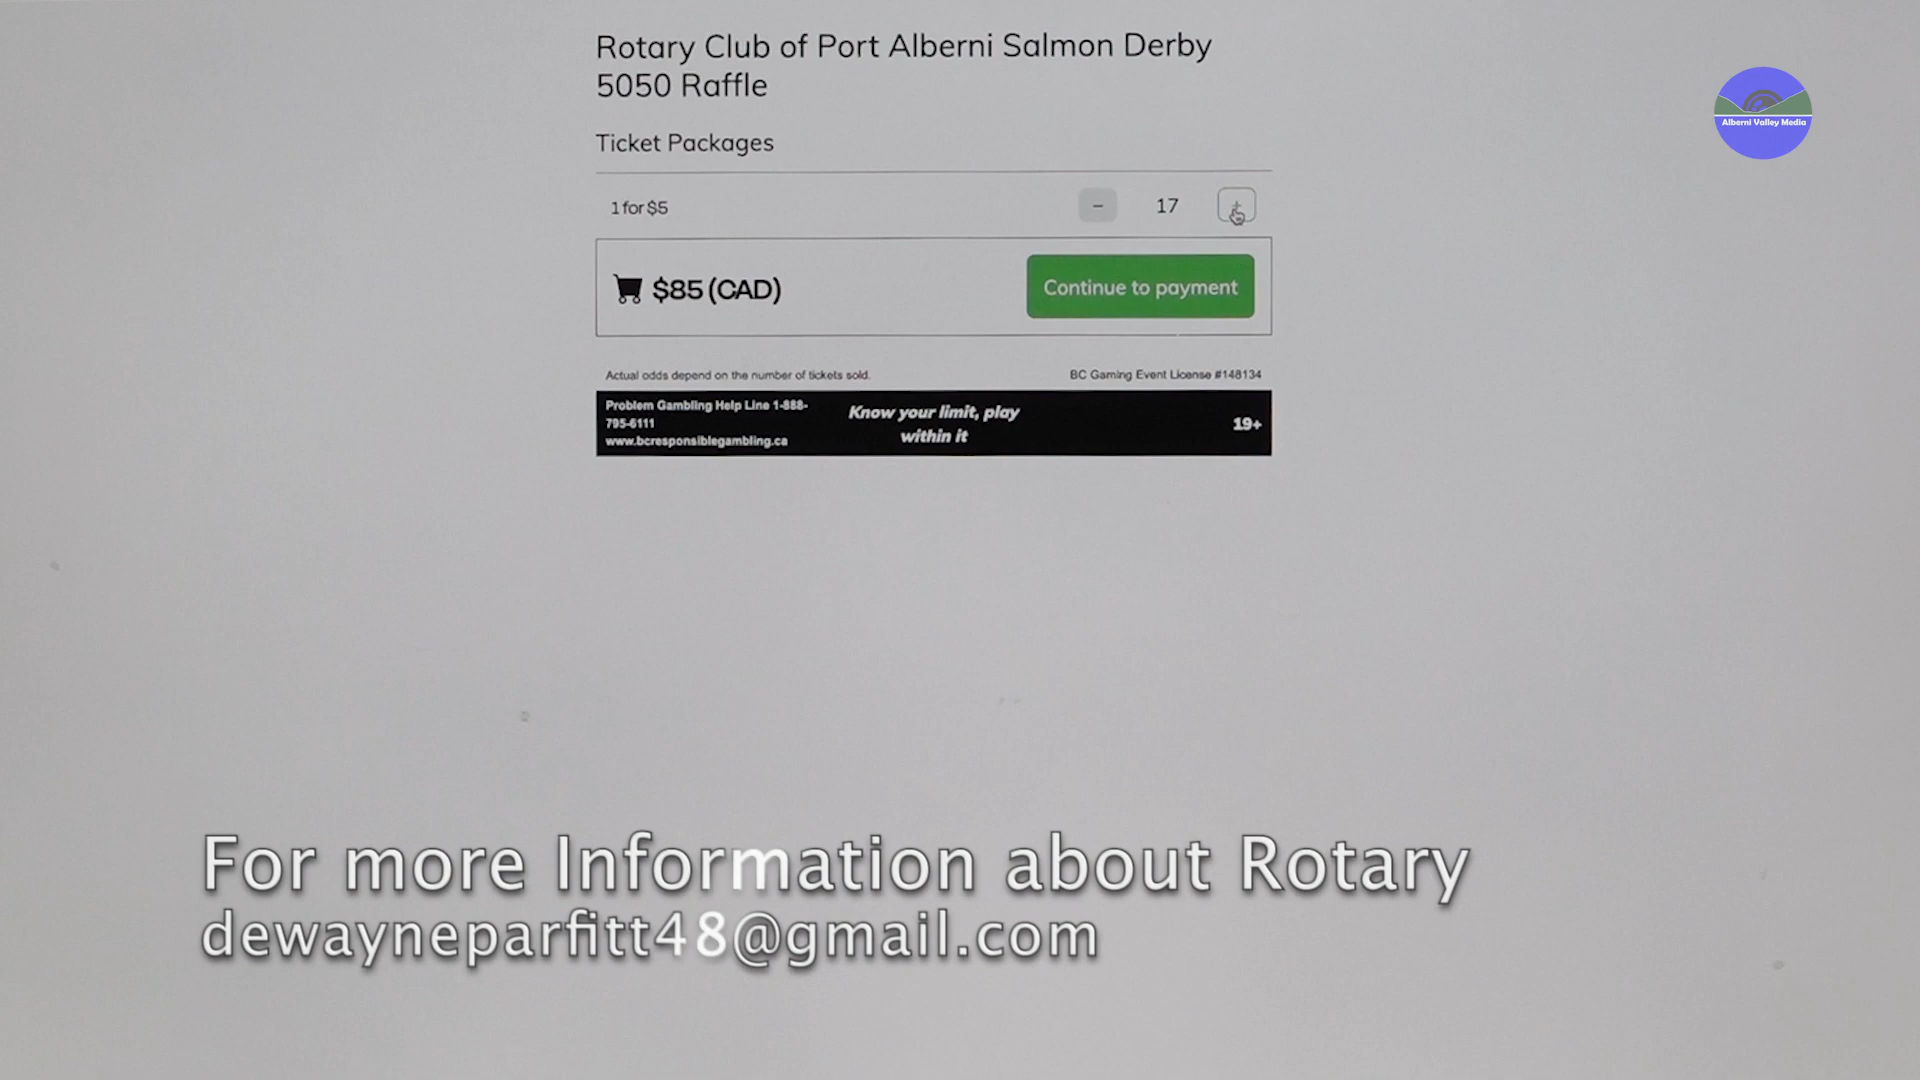 Rotary Club of Port Alberni Salmon Derby
5050 Raffle
Alberni Valley Media
Ticket Packages
1 for $5
− 17 +
$85 (CAD)
Continue to payment
Actual odds depend on the number of tickets sold.
BC Gaming Event License #148134
Problem Gambling Help Line 1-888-
795-6111
www.bcresponsiblegambling.ca
Know your limit, play
within it
19+
For more Information about Rotary
dewayneparfitt48@gmail.com